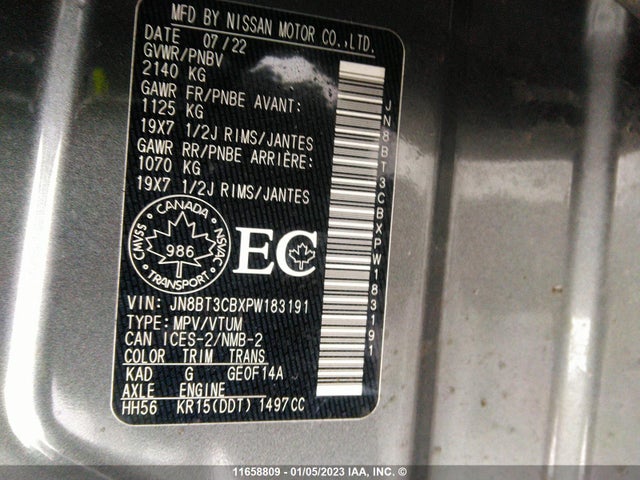 MFD BY NISSAN MOTOR CO.,LTD.
DATE 07/22
GVWR/PNBV
2140 KG
GAWR FR/PNBE AVANT:
1125 KG
19X7 1/2J RIMS/JANTES
GAWR RR/PNBE ARRIÈRE:
1070 KG
19X7 1/2J RIMS/JANTES
CANADA
CMVSS 986 NSVAC
TRANSPORT
EC
VIN: JN8BT3CBXPW183191
TYPE: MPV/VTUM
CAN ICES-2/NMB-2
COLOR TRIM TRANS
KAD G GE0F14A
AXLE ENGINE
HH56 KR15(DDT) 1497CC
JN8BT3CBXPW183191
11658809 - 01/05/2023 IAA, INC. ©